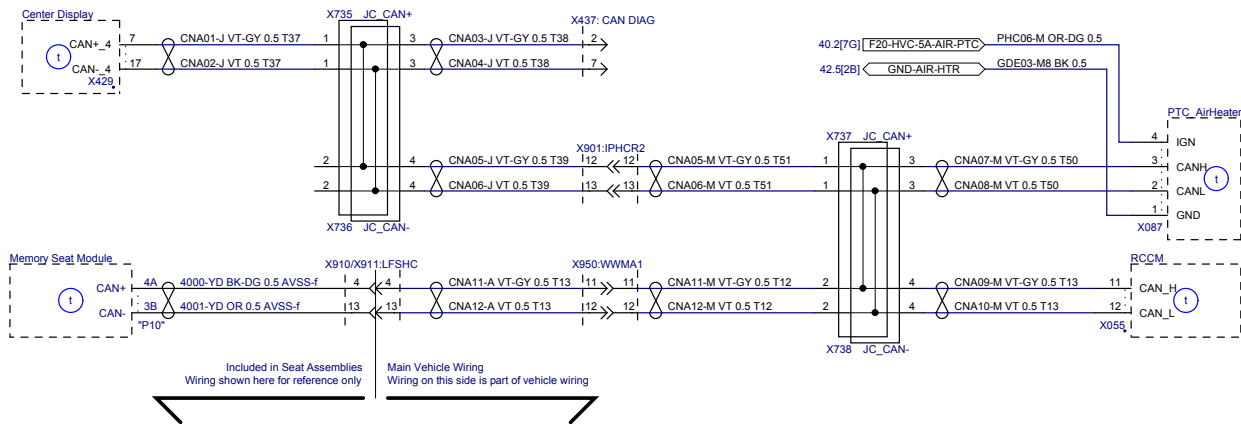 Center Display
X735 JC_CAN+
X437: CAN DIAG
CAN+_4 7 CNA01-J VT-GY 0.5 T37 1 3 CNA03-J VT-GY 0.5 T38 2
t
CAN-_4 17 CNA02-J VT 0.5 T37 1 3 CNA04-J VT 0.5 T38 7
X429
40.2[7G] F20-HVC-5A-AIR-PTC PHC06-M OR-DG 0.5
42.5[2B] GND-AIR-HTR GDE03-M8 BK 0.5
PTC_AirHeater
X737 JC_CAN+
4 IGN
X901:IPHCR2
2 4 CNA05-J VT-GY 0.5 T39 12 12 CNA05-M VT-GY 0.5 T51 1 3 CNA07-M VT-GY 0.5 T50 3 CANH
t
2 4 CNA06-J VT 0.5 T39 13 13 CNA06-M VT 0.5 T51 1 3 CNA08-M VT 0.5 T50 2 CANL
1 GND
X736 JC_CAN-
X087
Memory Seat Module
X910/X911:LFSHC
X950:WWMA1
RCCM
CAN+ 4A 4000-YD BK-DG 0.5 AVSS-f 4 4 CNA11-A VT-GY 0.5 T13 11 11 CNA11-M VT-GY 0.5 T12 2 4 CNA09-M VT-GY 0.5 T13 11 CAN_H
t
t
CAN- 3B 4001-YD OR 0.5 AVSS-f 13 13 CNA12-A VT 0.5 T13 12 12 CNA12-M VT 0.5 T12 2 4 CNA10-M VT 0.5 T13 12 CAN_L
"P10"
X055
X738 JC_CAN-
Included in Seat Assemblies
Wiring shown here for reference only
Main Vehicle Wiring
Wiring on this side is part of vehicle wiring